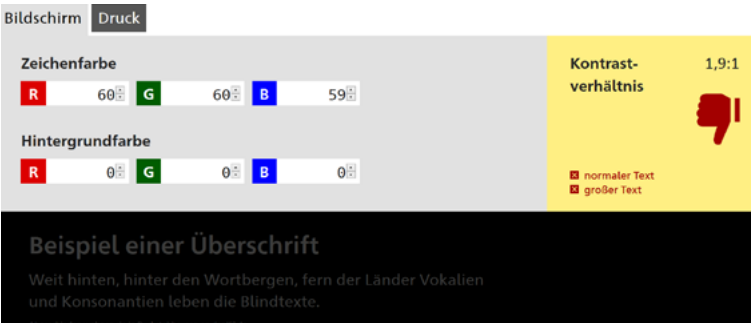 Bildschirm Druck
Zeichenfarbe
R 60 G 60 B 59
Hintergrundfarbe
R 0 G 0 B 0
Kontrast- 1,9:1
verhältnis
normaler Text
großer Text
Beispiel einer Überschrift
Weit hinten, hinter den Wortbergen, fern der Länder Vokalien
und Konsonantien leben die Blindtexte.